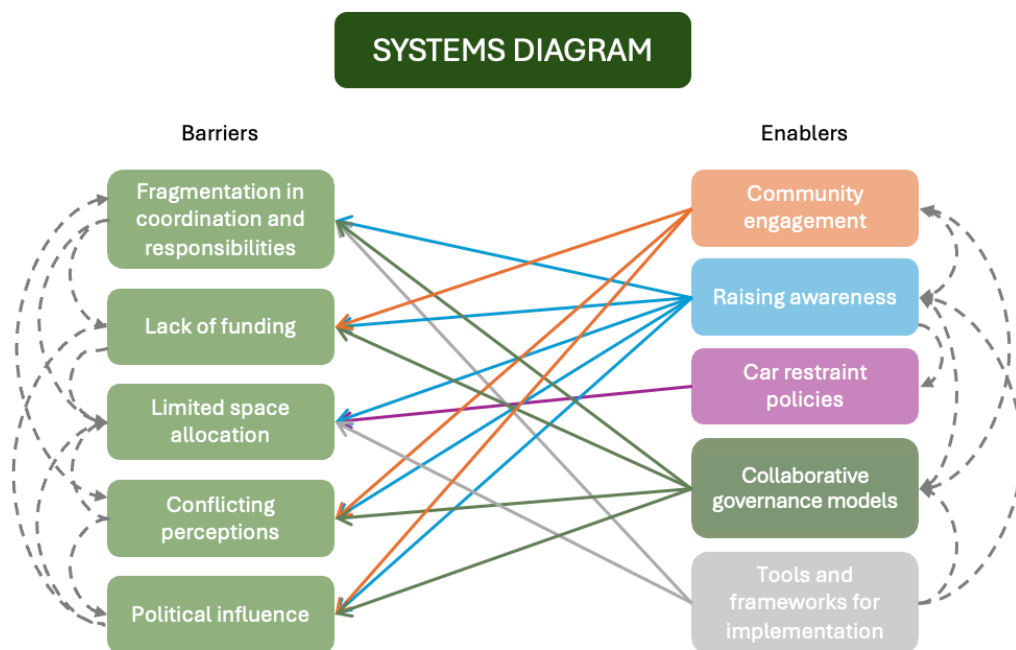 SYSTEMS DIAGRAM
Barriers
Enablers
Fragmentation in
coordination and
responsibilities
Lack of funding
Limited space
allocation
Conflicting
perceptions
Political influence
Community
engagement
Raising awareness
Car restraint
policies
Collaborative
governance models
Tools and
frameworks for
implementation